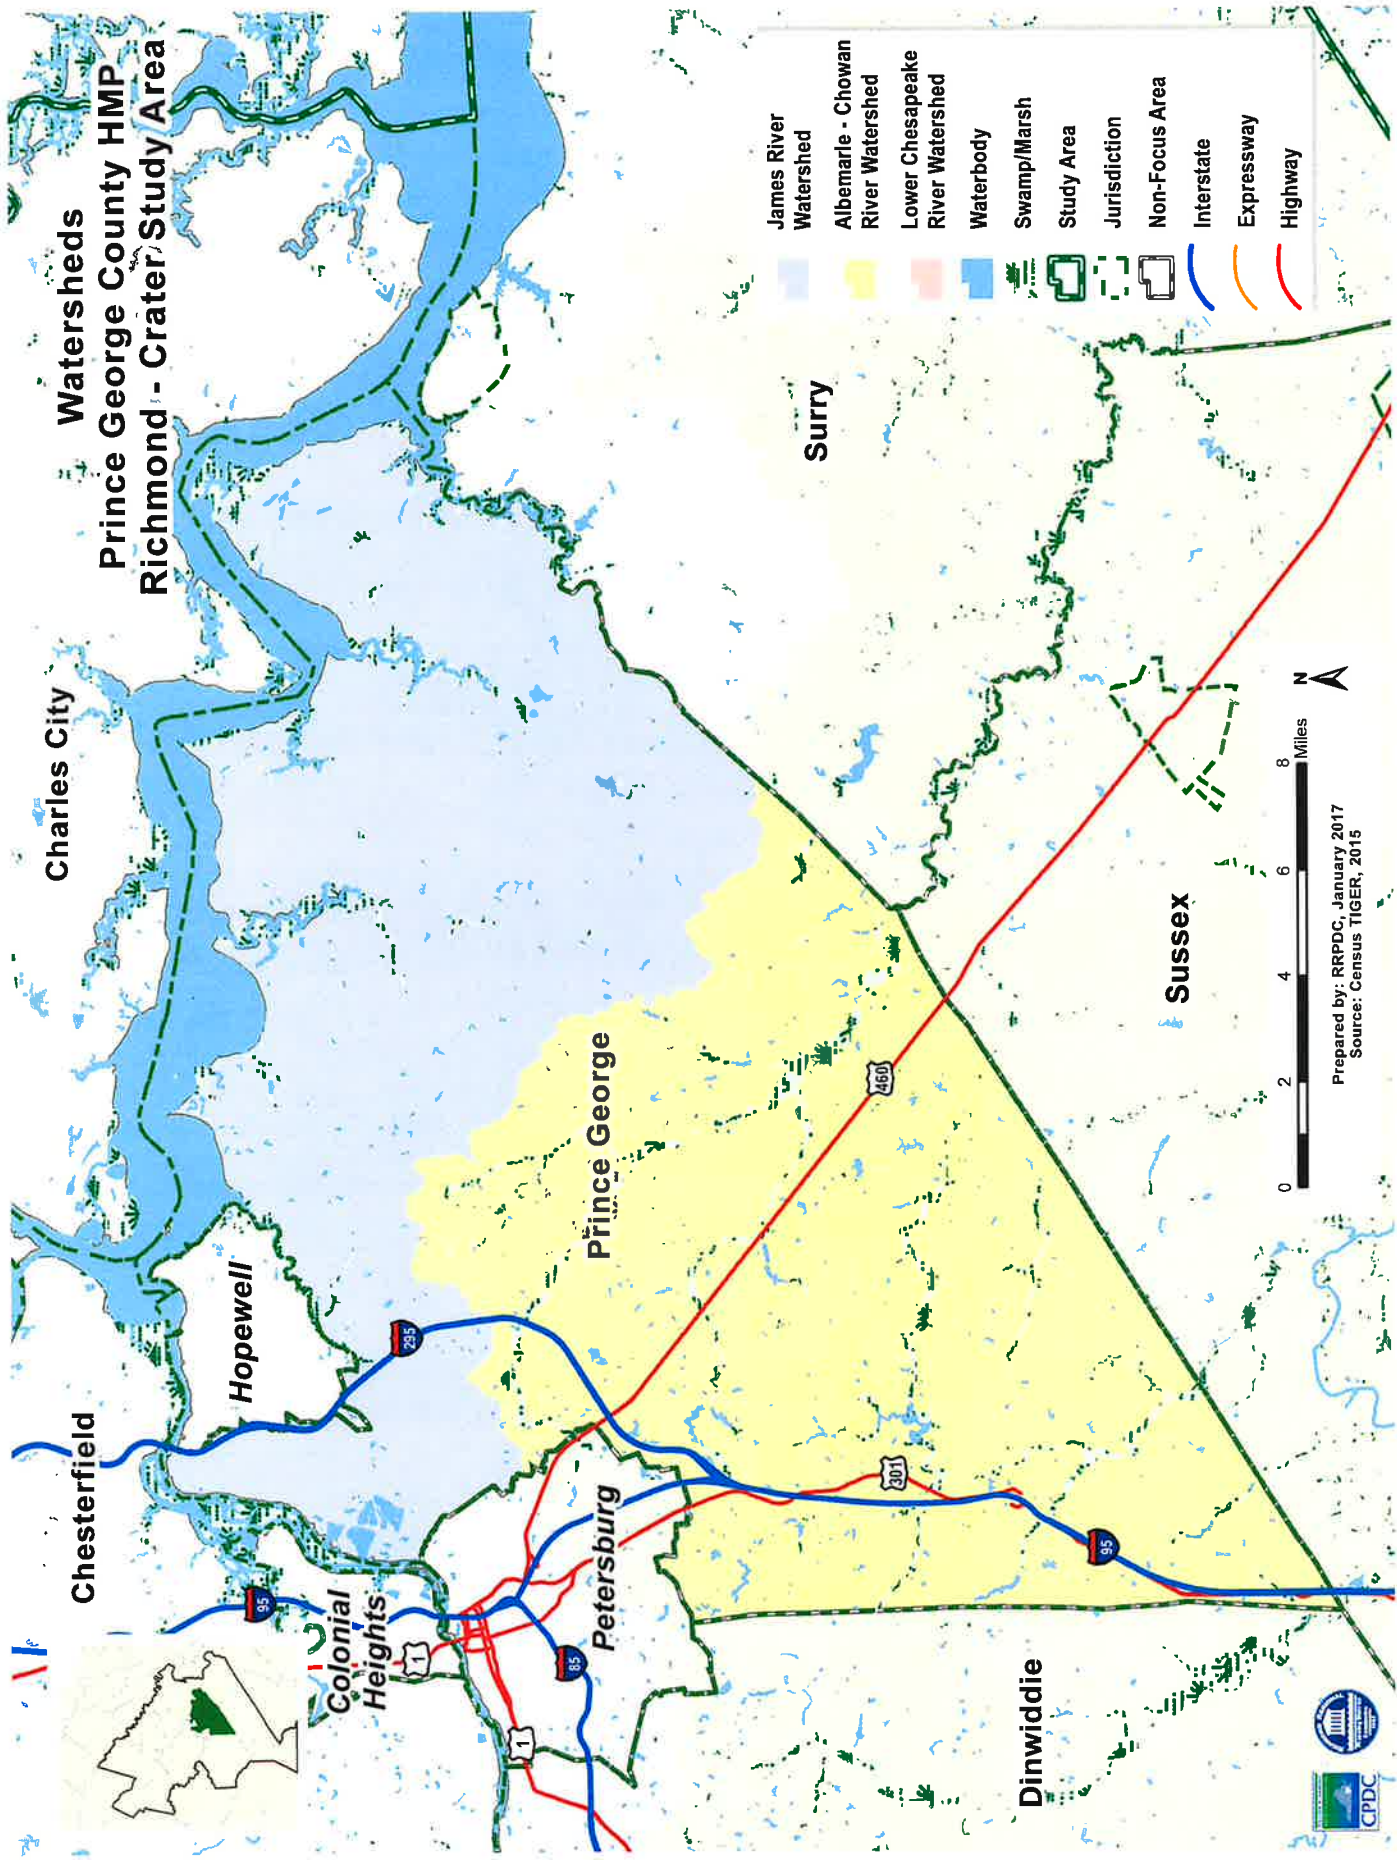 Watersheds
Prince George County HMP
Richmond - Crater Study Area
Charles City
Chesterfield
Hopewell
Colonial
Heights
Petersburg
Prince George
Surry
Sussex
Dinwiddie
295
95
1
85
1
460
301
95
James River
Watershed
Albemarle - Chowan
River Watershed
Lower Chesapeake
River Watershed
Waterbody
Swamp/Marsh
Study Area
Jurisdiction
Non-Focus Area
Interstate
Expressway
Highway
N
0 2 4 6 8
Miles
Prepared by: RRPDC, January 2017
Source: Census TIGER, 2015
CPDC